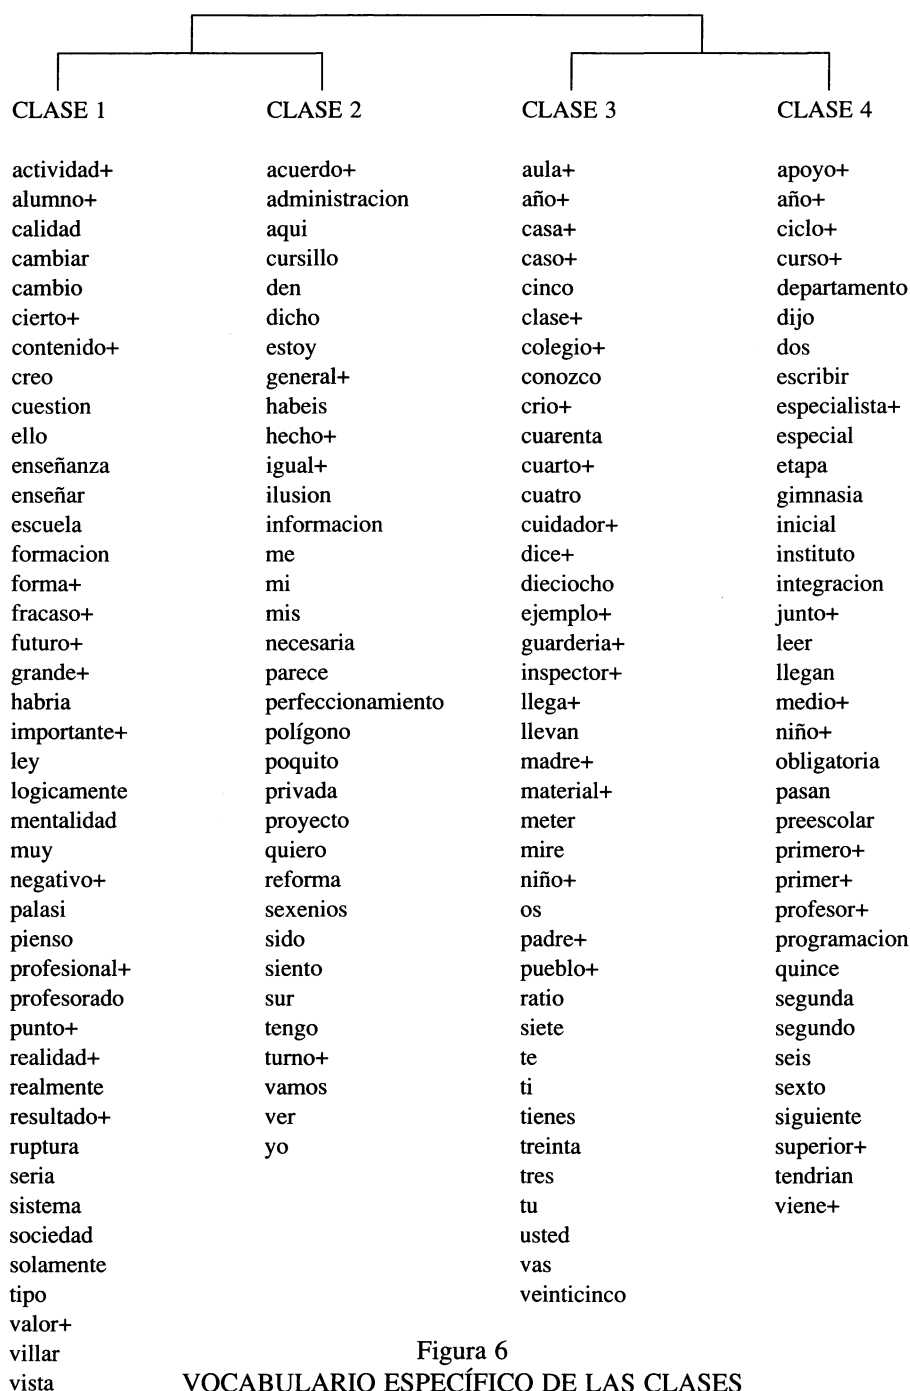 CLASE 1 CLASE 2 CLASE 3 CLASE 4
actividad+ acuerdo+ aula+ apoyo+
alumno+ administracion año+ año+
calidad aqui casa+ ciclo+
cambiar cursillo caso+ curso+
cambio den cinco departamento
cierto+ dicho clase+ dijo
contenido+ estoy colegio+ dos
creo general+ conozco escribir
cuestion habeis crio+ especialista+
ello hecho+ cuarenta especial
enseñanza igual+ cuarto+ etapa
enseñar ilusion cuatro gimnasia
escuela informacion cuidador+ inicial
formacion me dice+ instituto
forma+ mi dieciocho integracion
fracaso+ mis ejemplo+ junto+
futuro+ necesaria guarderia+ leer
grande+ parece inspector+ llegan
habria perfeccionamiento llega+ medio+
importante+ polígono llevan niño+
ley poquito madre+ obligatoria
logicamente privada material+ pasan
mentalidad proyecto meter preescolar
muy quiero mire primero+
negativo+ reforma niño+ primer+
palasi sexenios os profesor+
pienso sido padre+ programacion
profesional+ siento pueblo+ quince
profesorado sur ratio segunda
punto+ tengo siete segundo
realidad+ turno+ te seis
realmente vamos ti sexto
resultado+ ver tienes siguiente
ruptura yo treinta superior+
seria tres tendrian
sistema tu viene+
sociedad usted
solamente vas
tipo veinticinco
valor+
villar Figura 6
vista VOCABULARIO ESPECÍFICO DE LAS CLASES